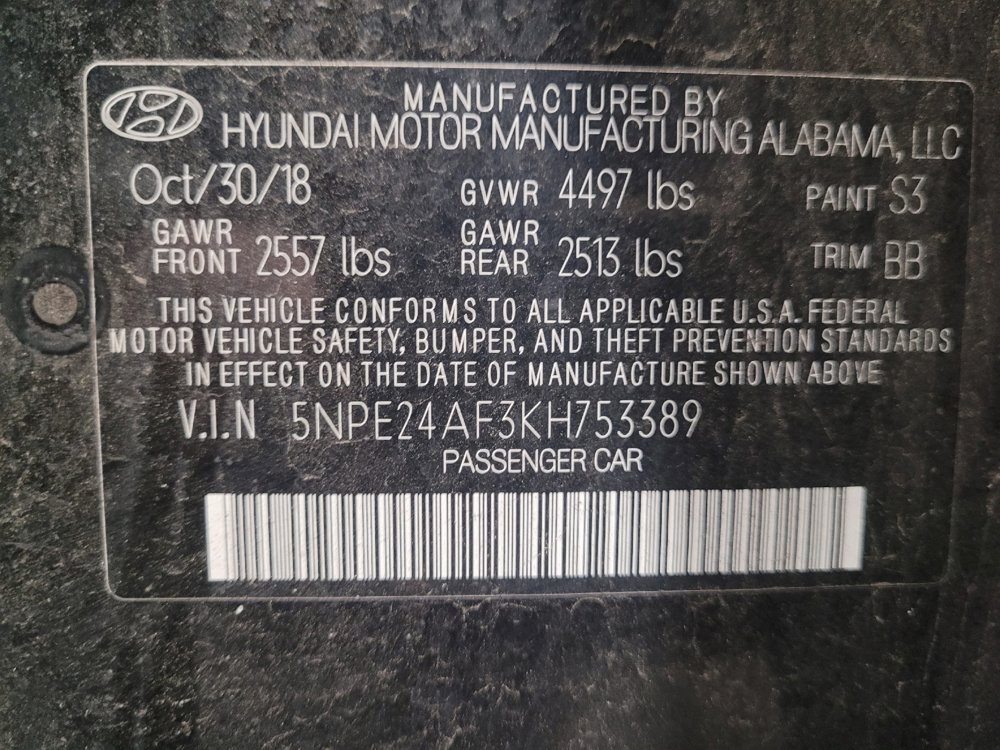 MANUFACTURED BY
HYUNDAI MOTOR MANUFACTURING ALABAMA, LLC
Oct/30/18 GVWR 4497 lbs PAINT S3
GAWR FRONT 2557 lbs GAWR REAR 2513 lbs TRIM BB
THIS VEHICLE CONFORMS TO ALL APPLICABLE U.S.A. FEDERAL
MOTOR VEHICLE SAFETY, BUMPER, AND THEFT PREVENTION STANDARDS
IN EFFECT ON THE DATE OF MANUFACTURE SHOWN ABOVE
V.I.N 5NPE24AF3KH753389
PASSENGER CAR